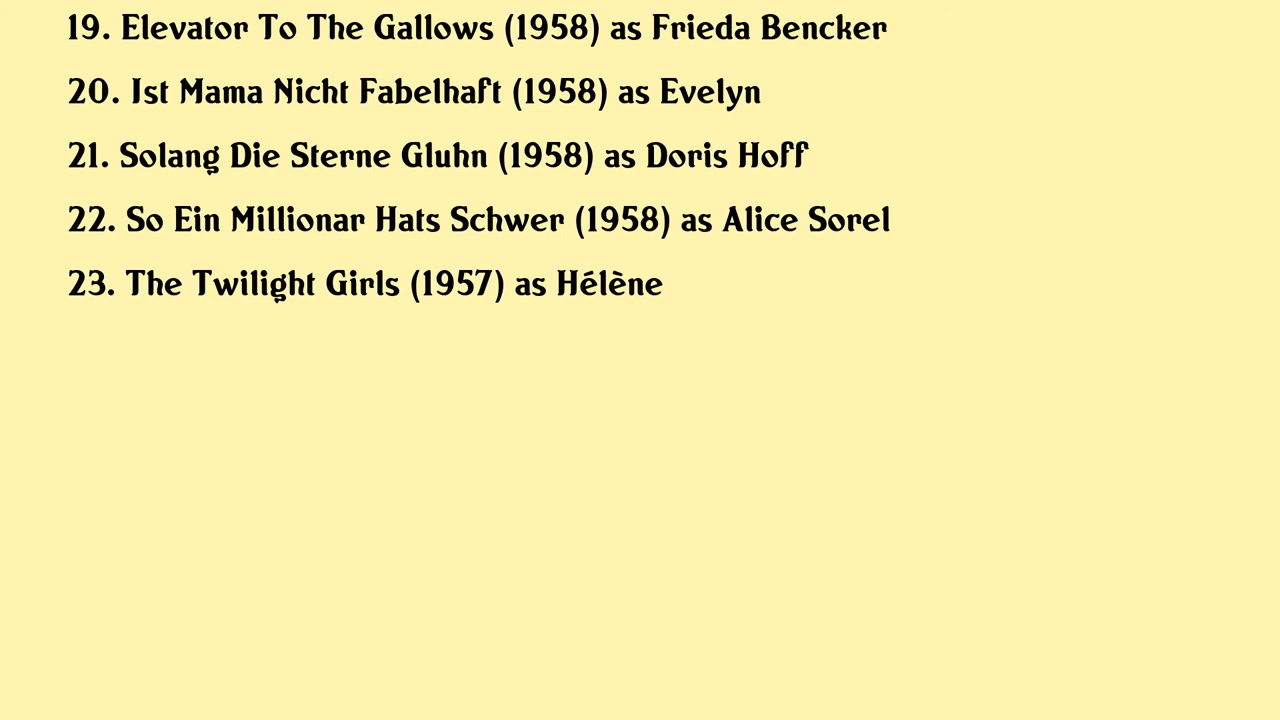 19. Elevator To The Gallows (1958) as Frieda Bencker
20. Ist Mama Nicht Fabelhaft (1958) as Evelyn
21. Solang Die Sterne Gluhn (1958) as Doris Hoff
22. So Ein Millionar Hats Schwer (1958) as Alice Sorel
23. The Twilight Girls (1957) as Hélène